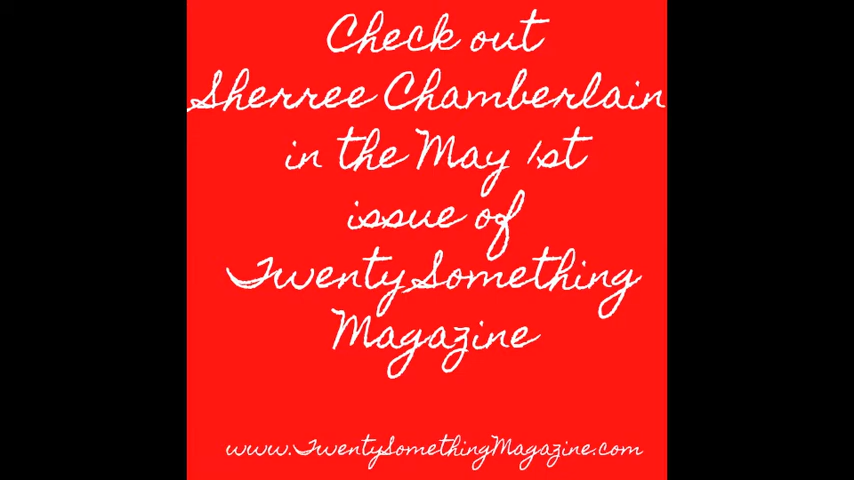 Check out
Sherree Chamberlain
in the May 1st
issue of
TwentySomething
Magazine
www.TwentySomethingMagazine.com